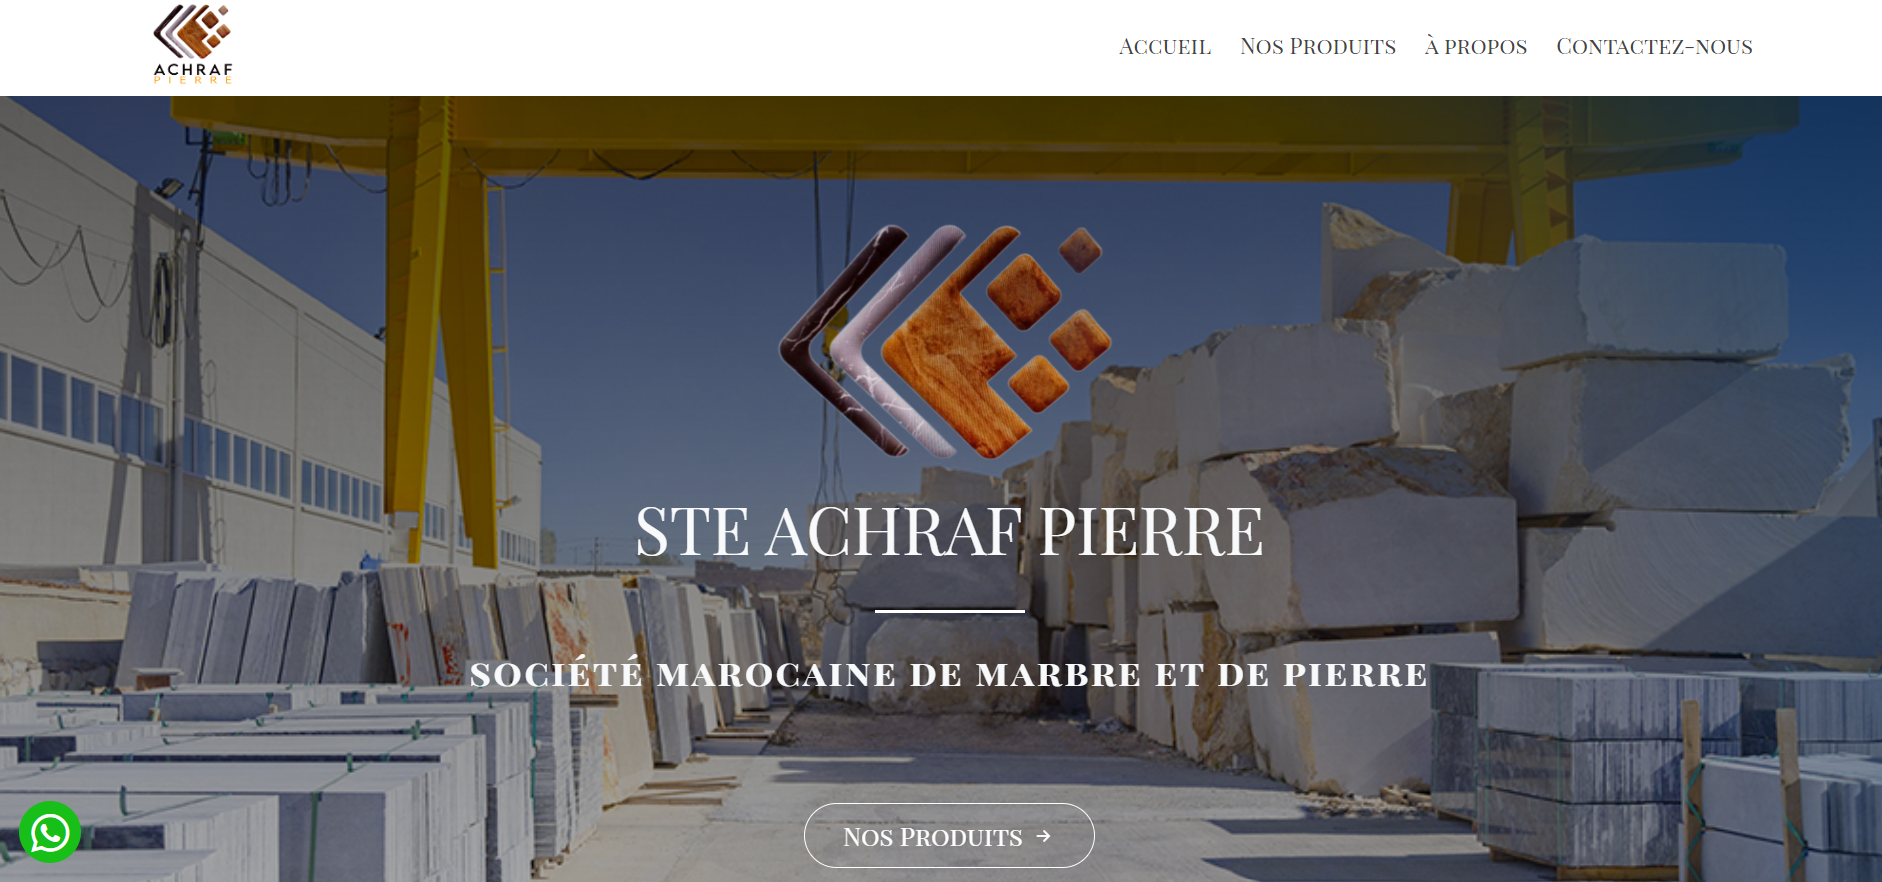 ACHRAF
PIERRE
Accueil
Nos Produits
À propos
Contactez-nous
STE ACHRAF PIERRE
société marocaine de marbre et de pierre
Nos Produits →